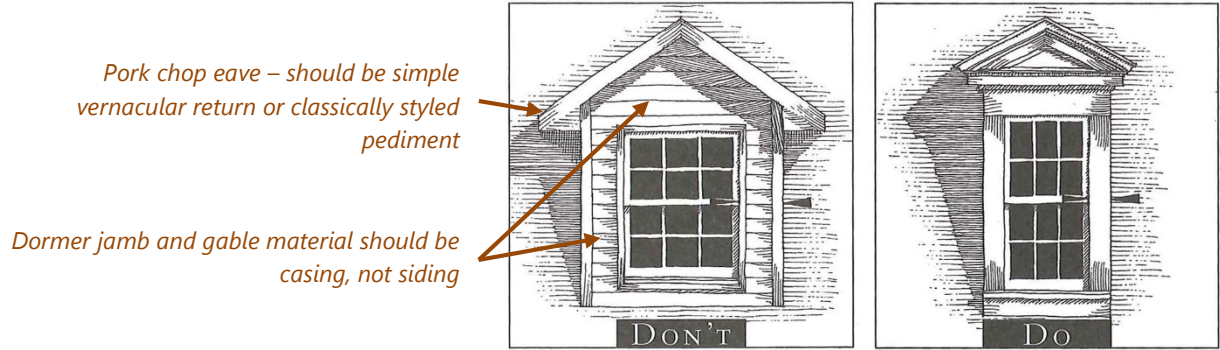 Pork chop eave – should be simple
vernacular return or classically styled
pediment
Dormer jamb and gable material should be
casing, not siding
DON'T
DO